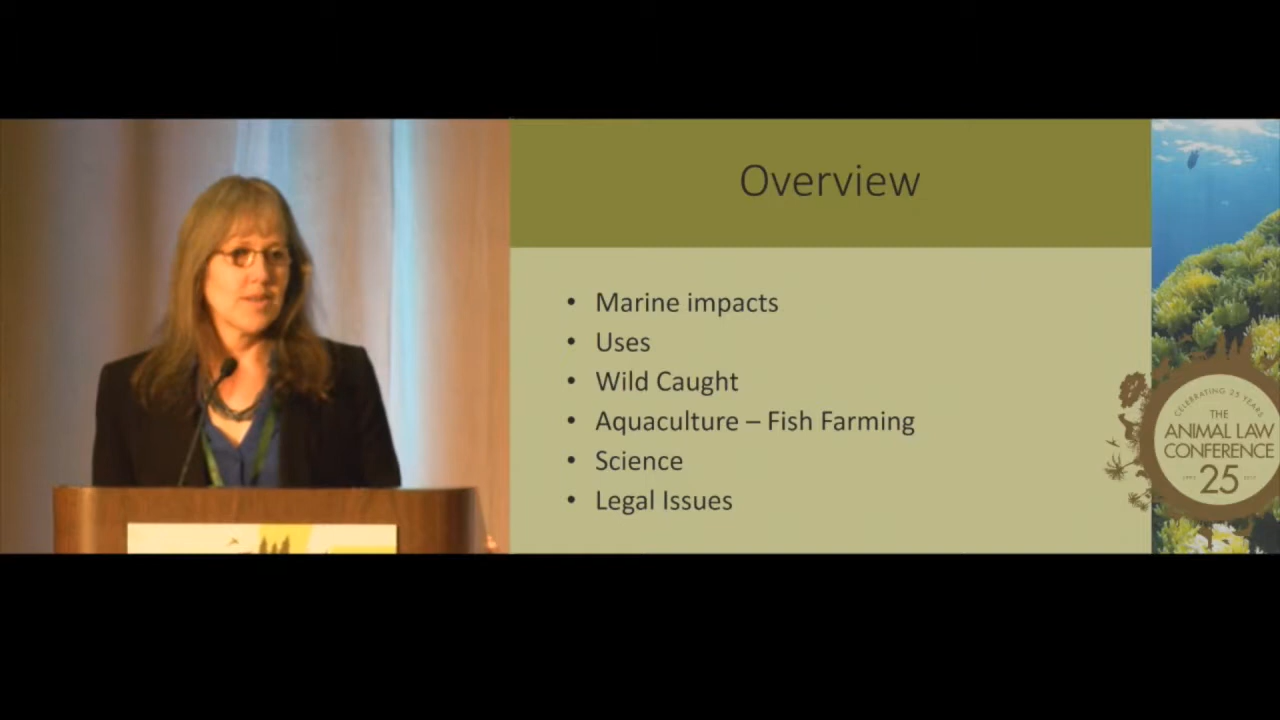 Overview
• Marine impacts
• Uses
• Wild Caught
• Aquaculture – Fish Farming
• Science
• Legal Issues
CELEBRATING 25 YEARS
THE
ANIMAL LAW
CONFERENCE
25